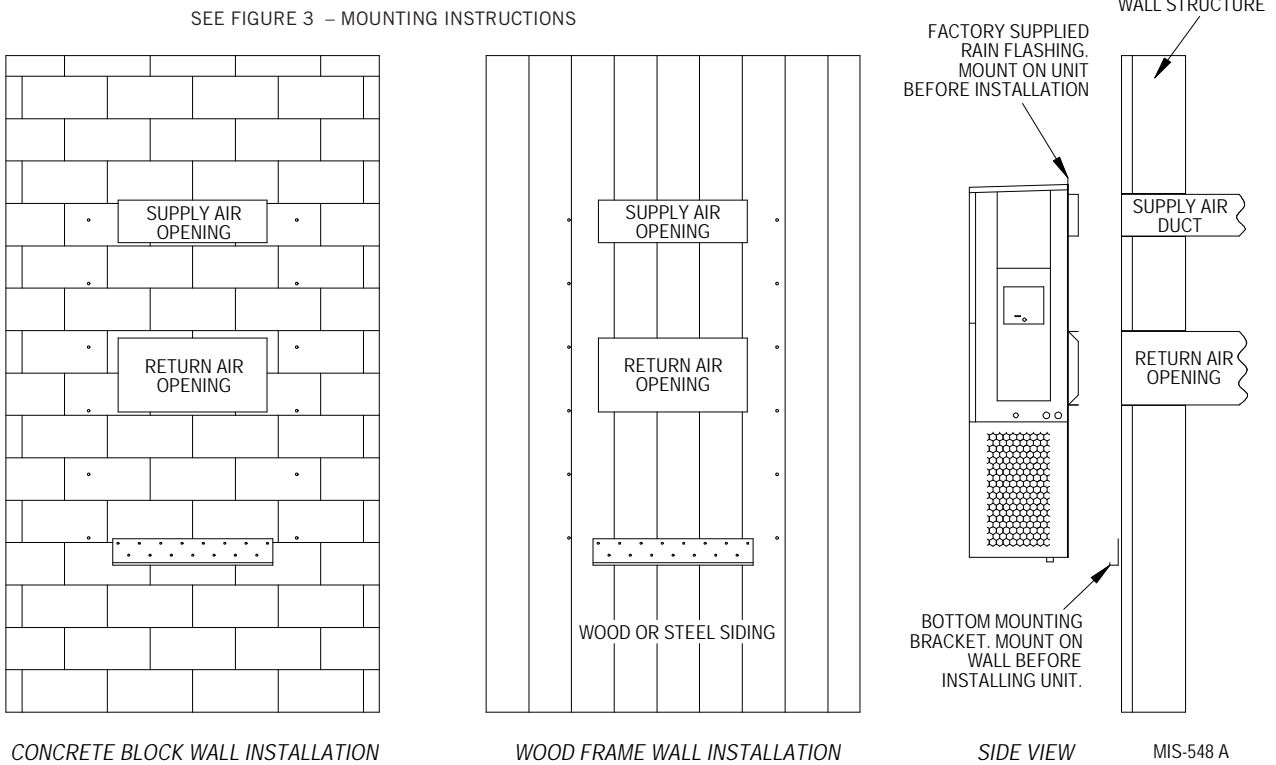 SEE FIGURE 3 – MOUNTING INSTRUCTIONS
WALL STRUCTURE
FACTORY SUPPLIED
RAIN FLASHING.
MOUNT ON UNIT
BEFORE INSTALLATION
SUPPLY AIR
OPENING
RETURN AIR
OPENING
SUPPLY AIR
OPENING
RETURN AIR
OPENING
WOOD OR STEEL SIDING
SUPPLY AIR
DUCT
RETURN AIR
OPENING
BOTTOM MOUNTING
BRACKET. MOUNT ON
WALL BEFORE
INSTALLING UNIT.
CONCRETE BLOCK WALL INSTALLATION
WOOD FRAME WALL INSTALLATION
SIDE VIEW
MIS-548 A